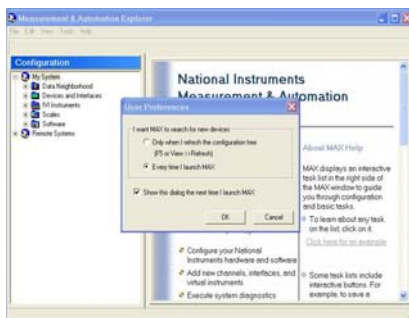 Measurement & Automation Explorer
File Edit View Tools Help
Configuration
My System
Data Neighborhood
Devices and Interfaces
IVI Instruments
Scales
Software
Remote Systems
National Instruments
Measurement & Automation
User Preferences
I want MAX to search for new devices
Only when I refresh the configuration tree
(F5 or View>>Refresh)
Every time I launch MAX
Show this dialog the next time I launch MAX
OK
Cancel
Configure your National
Instruments hardware and software
Add new channels, interfaces, and
virtual instruments
Execute system diagnostics
About MAX Help
MAX displays an interactive
task list in the right side of
the MAX window to guide
you through configuration
and basic tasks.
To learn about any task
on the list, click on it.
Click here for an example
Some task lists include
interactive buttons. For
example, to save a